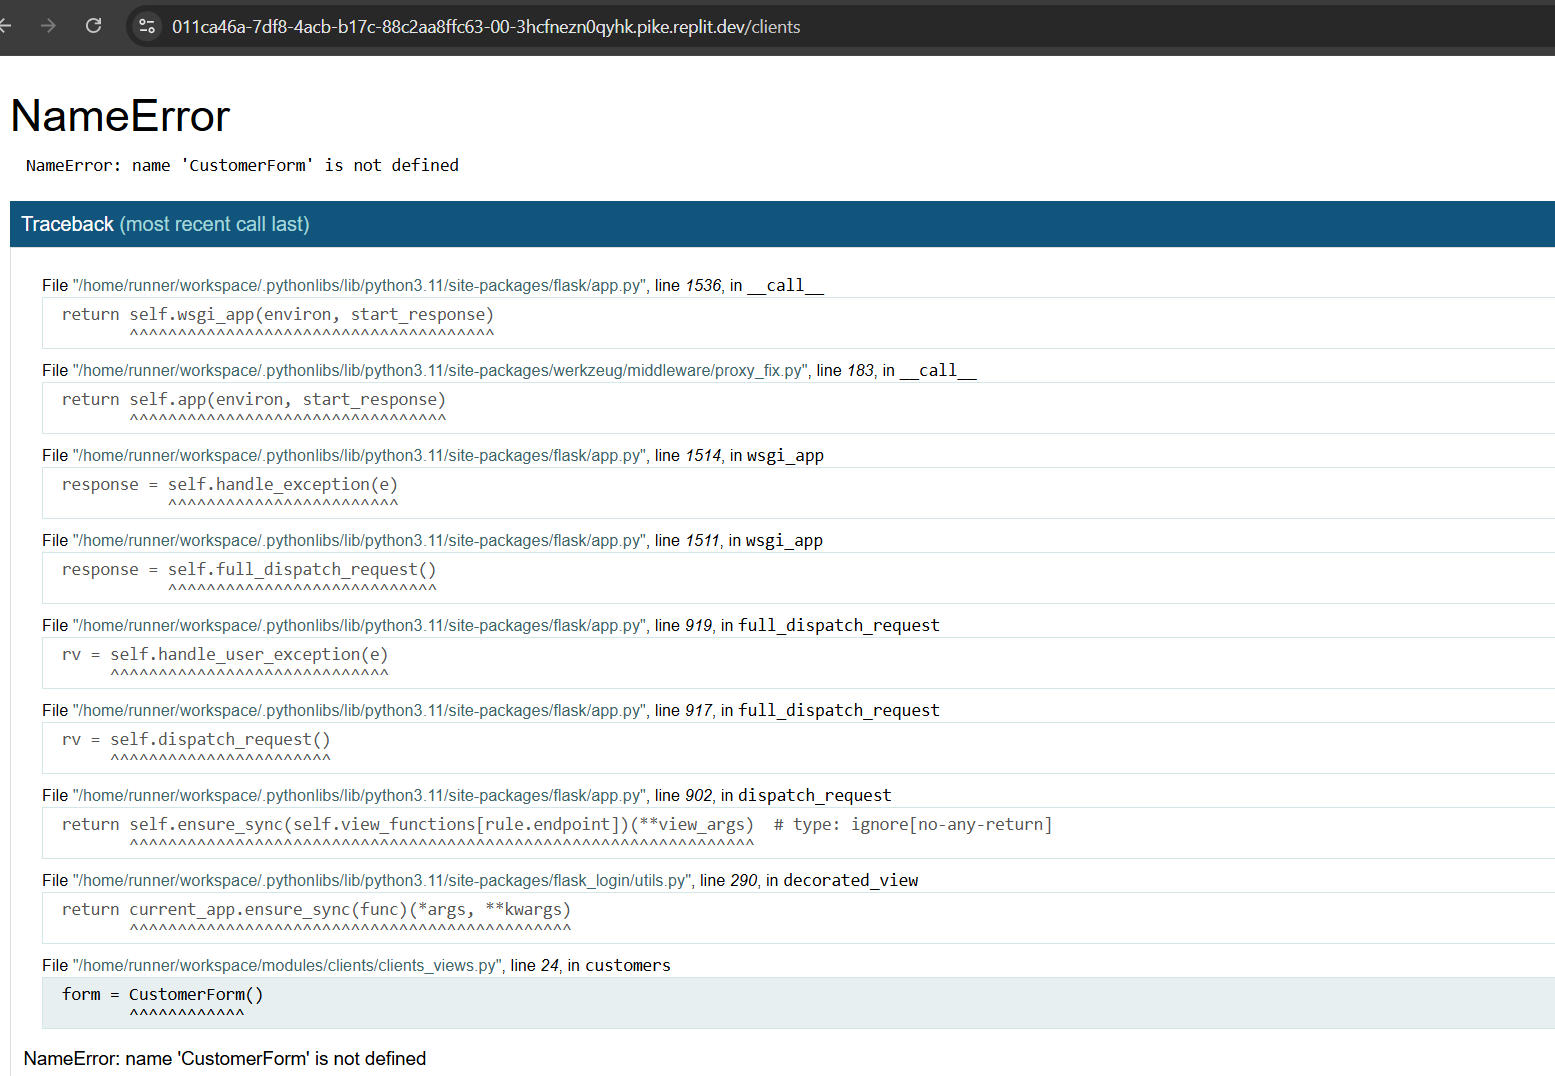 011ca46a-7df8-4acb-b17c-88c2aa8ffc63-00-3hcfnezn0qyhk.pike.replit.dev/clients
NameError
NameError: name 'CustomerForm' is not defined
Traceback (most recent call last)
File "/home/runner/workspace/.pythonlibs/lib/python3.11/site-packages/flask/app.py", line 1536, in __call__
return self.wsgi_app(environ, start_response)
^^^^^^^^^^^^^^^^^^^^^^^^^^^^^^^^^^^^^^
File "/home/runner/workspace/.pythonlibs/lib/python3.11/site-packages/werkzeug/middleware/proxy_fix.py", line 183, in __call__
return self.app(environ, start_response)
^^^^^^^^^^^^^^^^^^^^^^^^^^^^^^^^^
File "/home/runner/workspace/.pythonlibs/lib/python3.11/site-packages/flask/app.py", line 1514, in wsgi_app
response = self.handle_exception(e)
^^^^^^^^^^^^^^^^^^^^^^^^
File "/home/runner/workspace/.pythonlibs/lib/python3.11/site-packages/flask/app.py", line 1511, in wsgi_app
response = self.full_dispatch_request()
^^^^^^^^^^^^^^^^^^^^^^^^^^^^
File "/home/runner/workspace/.pythonlibs/lib/python3.11/site-packages/flask/app.py", line 919, in full_dispatch_request
rv = self.handle_user_exception(e)
^^^^^^^^^^^^^^^^^^^^^^^^^^^^^
File "/home/runner/workspace/.pythonlibs/lib/python3.11/site-packages/flask/app.py", line 917, in full_dispatch_request
rv = self.dispatch_request()
^^^^^^^^^^^^^^^^^^^^^^^
File "/home/runner/workspace/.pythonlibs/lib/python3.11/site-packages/flask/app.py", line 902, in dispatch_request
return self.ensure_sync(self.view_functions[rule.endpoint])(**view_args)  # type: ignore[no-any-return]
^^^^^^^^^^^^^^^^^^^^^^^^^^^^^^^^^^^^^^^^^^^^^^^^^^^^^^^^^^^^^^^^^
File "/home/runner/workspace/.pythonlibs/lib/python3.11/site-packages/flask_login/utils.py", line 290, in decorated_view
return current_app.ensure_sync(func)(*args, **kwargs)
^^^^^^^^^^^^^^^^^^^^^^^^^^^^^^^^^^^^^^^^^^^^^^
File "/home/runner/workspace/modules/clients/clients_views.py", line 24, in customers
form = CustomerForm()
^^^^^^^^^^^^
NameError: name 'CustomerForm' is not defined